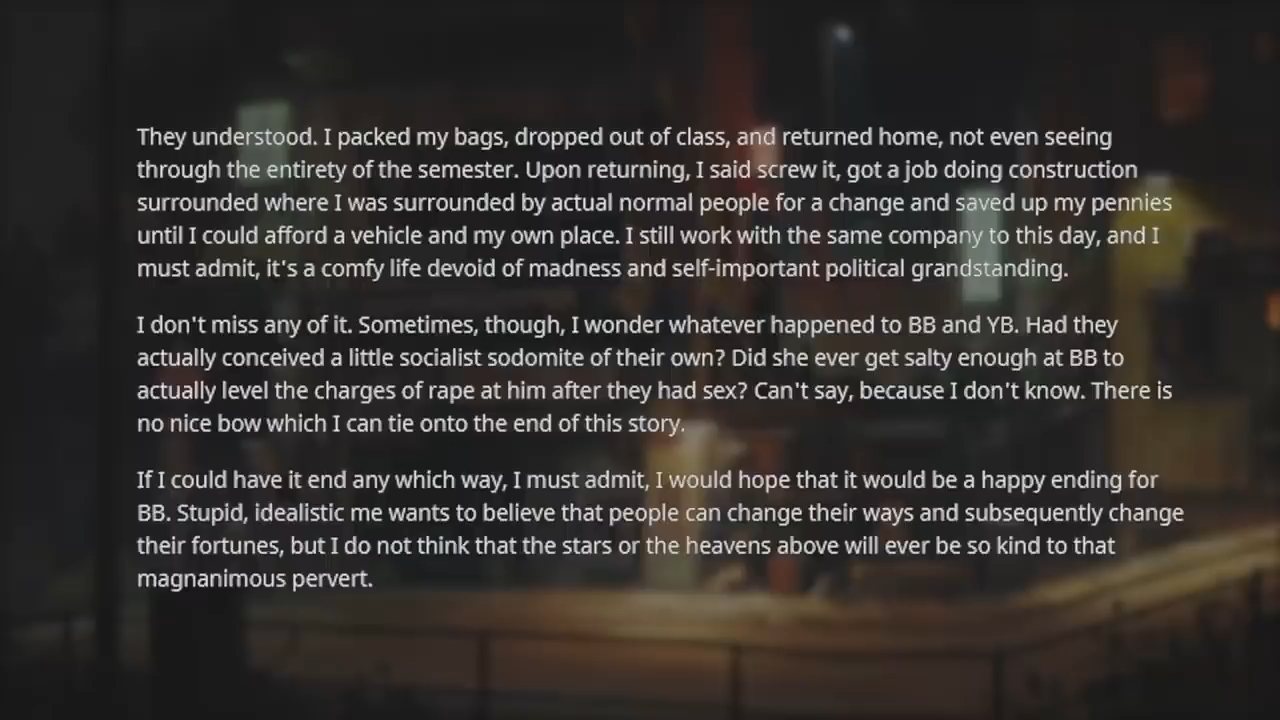 They understood. I packed my bags, dropped out of class, and returned home, not even seeing
through the entirety of the semester. Upon returning, I said screw it, got a job doing construction
surrounded where I was surrounded by actual normal people for a change and saved up my pennies
until I could afford a vehicle and my own place. I still work with the same company to this day, and I
must admit, it's a comfy life devoid of madness and self-important political grandstanding.
I don't miss any of it. Sometimes, though, I wonder whatever happened to BB and YB. Had they
actually conceived a little socialist sodomite of their own? Did she ever get salty enough at BB to
actually level the charges of rape at him after they had sex? Can't say, because I don't know. There is
no nice bow which I can tie onto the end of this story.
If I could have it end any which way, I must admit, I would hope that it would be a happy ending for
BB. Stupid, idealistic me wants to believe that people can change their ways and subsequently change
their fortunes, but I do not think that the stars or the heavens above will ever be so kind to that
magnanimous pervert.